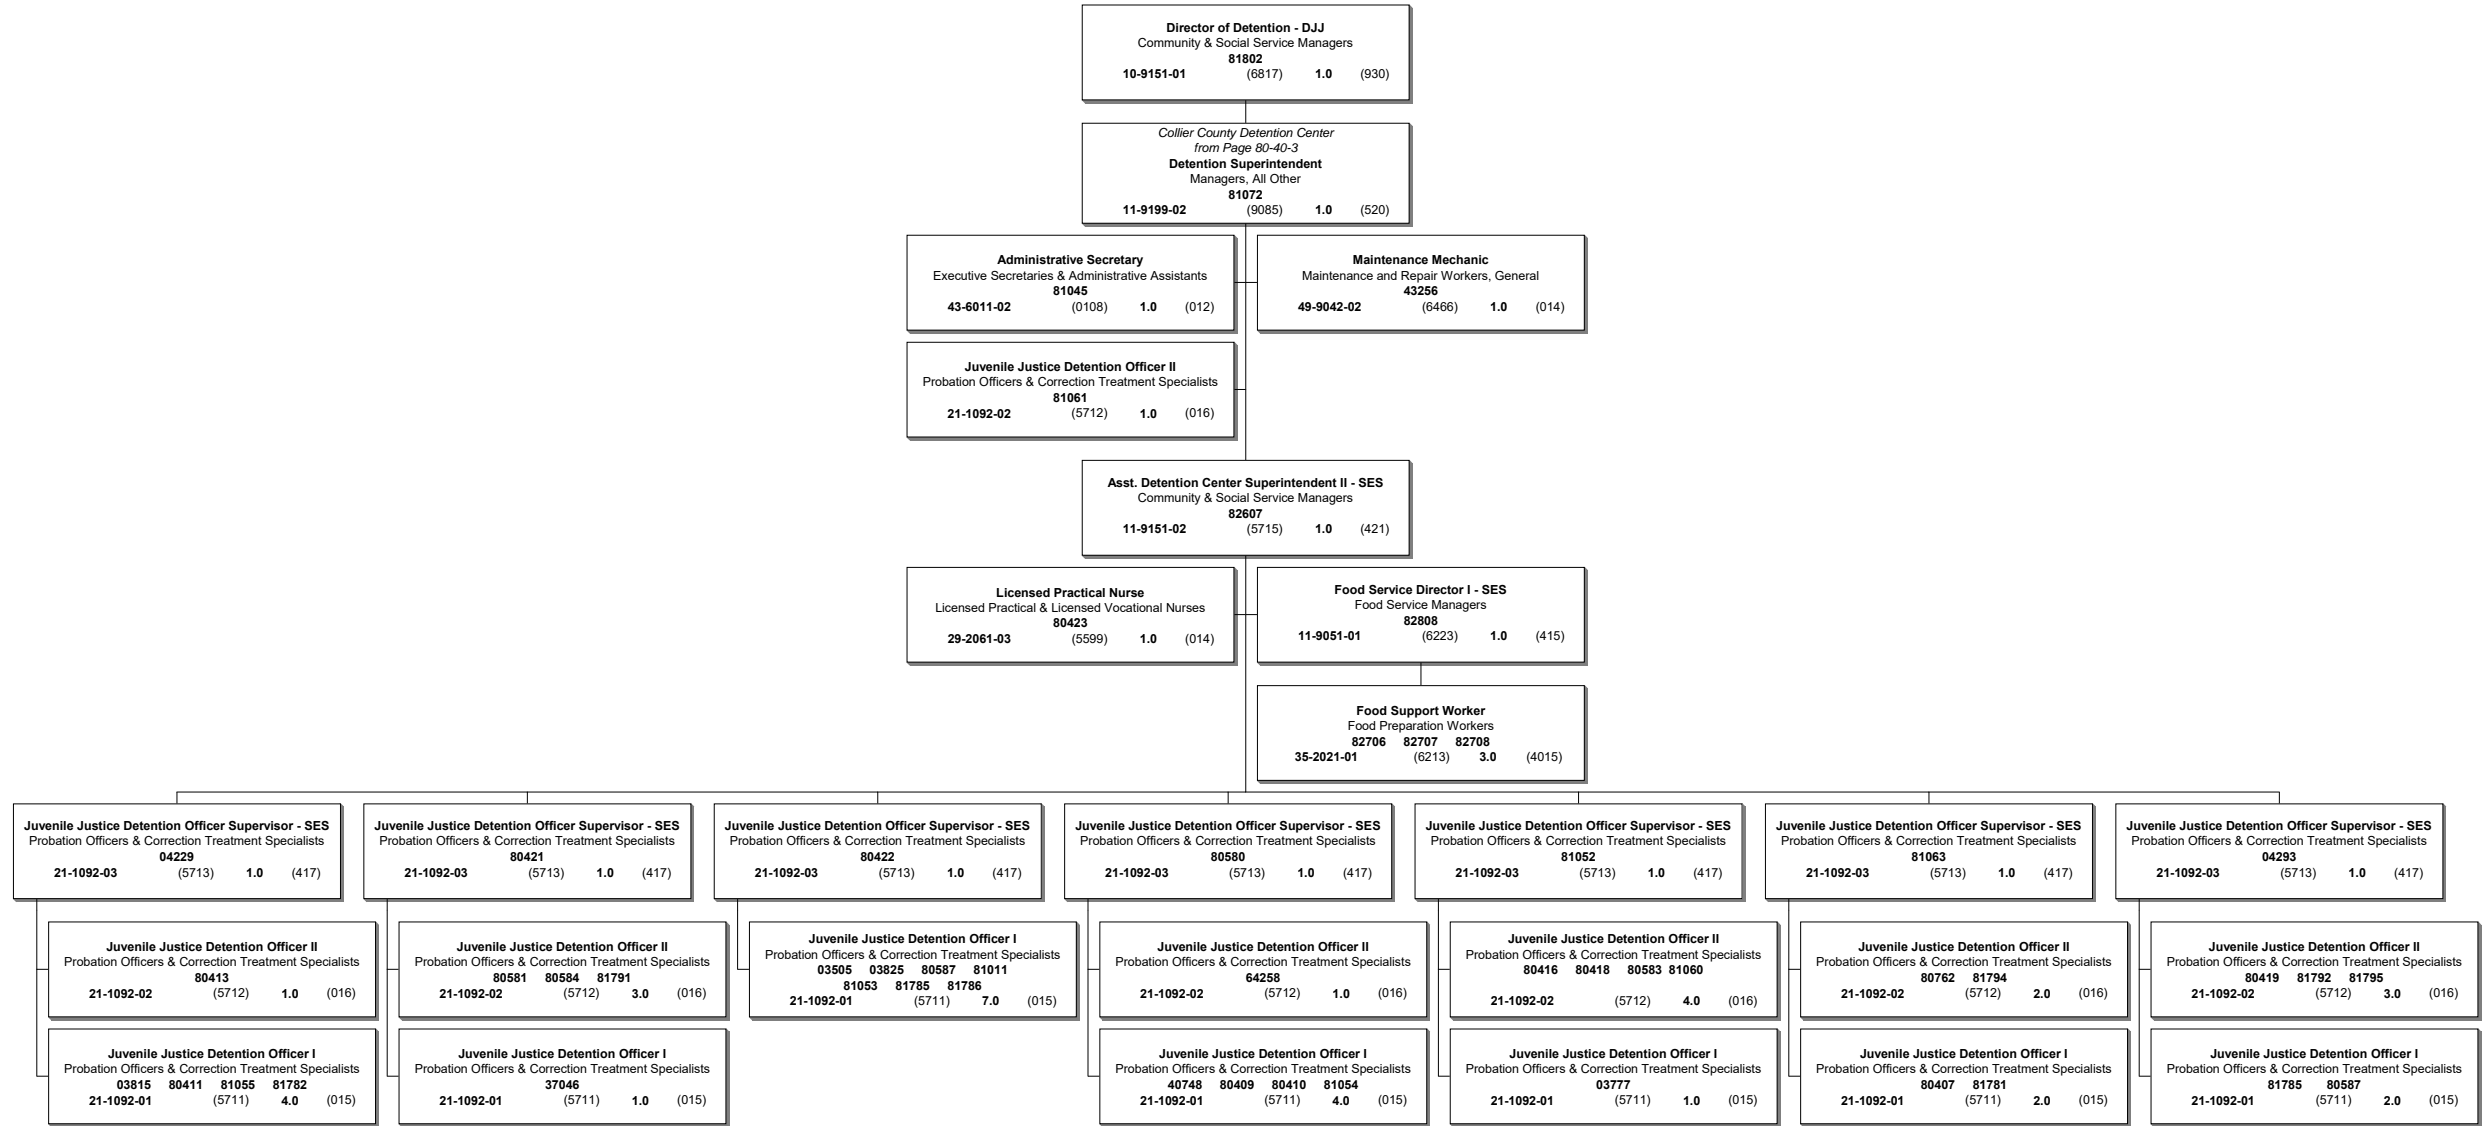 Director of Detention - DJJ
Community & Social Service Managers
81802
10-9151-01 (6817) 1.0 (930)
Collier County Detention Center
from Page 80-40-3
Detention Superintendent
Managers, All Other
81072
11-9199-02 (9085) 1.0 (520)
Administrative Secretary
Executive Secretaries & Administrative Assistants
81045
43-6011-02 (0108) 1.0 (012)
Maintenance Mechanic
Maintenance and Repair Workers, General
43256
49-9042-02 (6466) 1.0 (014)
Juvenile Justice Detention Officer II
Probation Officers & Correction Treatment Specialists
81061
21-1092-02 (5712) 1.0 (016)
Asst. Detention Center Superintendent II - SES
Community & Social Service Managers
82607
11-9151-02 (5715) 1.0 (421)
Licensed Practical Nurse
Licensed Practical & Licensed Vocational Nurses
80423
29-2061-03 (5599) 1.0 (014)
Food Service Director I - SES
Food Service Managers
82808
11-9051-01 (6223) 1.0 (415)
Food Support Worker
Food Preparation Workers
82706 82707 82708
35-2021-01 (6213) 3.0 (4015)
Juvenile Justice Detention Officer Supervisor - SES
Probation Officers & Correction Treatment Specialists
04229
21-1092-03 (5713) 1.0 (417)
Juvenile Justice Detention Officer Supervisor - SES
Probation Officers & Correction Treatment Specialists
80421
21-1092-03 (5713) 1.0 (417)
Juvenile Justice Detention Officer Supervisor - SES
Probation Officers & Correction Treatment Specialists
80422
21-1092-03 (5713) 1.0 (417)
Juvenile Justice Detention Officer Supervisor - SES
Probation Officers & Correction Treatment Specialists
80580
21-1092-03 (5713) 1.0 (417)
Juvenile Justice Detention Officer Supervisor - SES
Probation Officers & Correction Treatment Specialists
81052
21-1092-03 (5713) 1.0 (417)
Juvenile Justice Detention Officer Supervisor - SES
Probation Officers & Correction Treatment Specialists
81063
21-1092-03 (5713) 1.0 (417)
Juvenile Justice Detention Officer Supervisor - SES
Probation Officers & Correction Treatment Specialists
04293
21-1092-03 (5713) 1.0 (417)
Juvenile Justice Detention Officer II
Probation Officers & Correction Treatment Specialists
80413
21-1092-02 (5712) 1.0 (016)
Juvenile Justice Detention Officer II
Probation Officers & Correction Treatment Specialists
80581 80584 81791
21-1092-02 (5712) 3.0 (016)
Juvenile Justice Detention Officer I
Probation Officers & Correction Treatment Specialists
03505 03825 80587 81011
81053 81785 81786
21-1092-01 (5711) 7.0 (015)
Juvenile Justice Detention Officer II
Probation Officers & Correction Treatment Specialists
64258
21-1092-02 (5712) 1.0 (016)
Juvenile Justice Detention Officer II
Probation Officers & Correction Treatment Specialists
80416 80418 80583 81060
21-1092-02 (5712) 4.0 (016)
Juvenile Justice Detention Officer II
Probation Officers & Correction Treatment Specialists
80762 81794
21-1092-02 (5712) 2.0 (016)
Juvenile Justice Detention Officer II
Probation Officers & Correction Treatment Specialists
80419 81792 81795
21-1092-02 (5712) 3.0 (016)
Juvenile Justice Detention Officer I
Probation Officers & Correction Treatment Specialists
03815 80411 81055 81782
21-1092-01 (5711) 4.0 (015)
Juvenile Justice Detention Officer I
Probation Officers & Correction Treatment Specialists
37046
21-1092-01 (5711) 1.0 (015)
Juvenile Justice Detention Officer I
Probation Officers & Correction Treatment Specialists
40748 80409 80410 81054
21-1092-01 (5711) 4.0 (015)
Juvenile Justice Detention Officer I
Probation Officers & Correction Treatment Specialists
03777
21-1092-01 (5711) 1.0 (015)
Juvenile Justice Detention Officer I
Probation Officers & Correction Treatment Specialists
80407 81781
21-1092-01 (5711) 2.0 (015)
Juvenile Justice Detention Officer I
Probation Officers & Correction Treatment Specialists
81785 80587
21-1092-01 (5711) 2.0 (015)